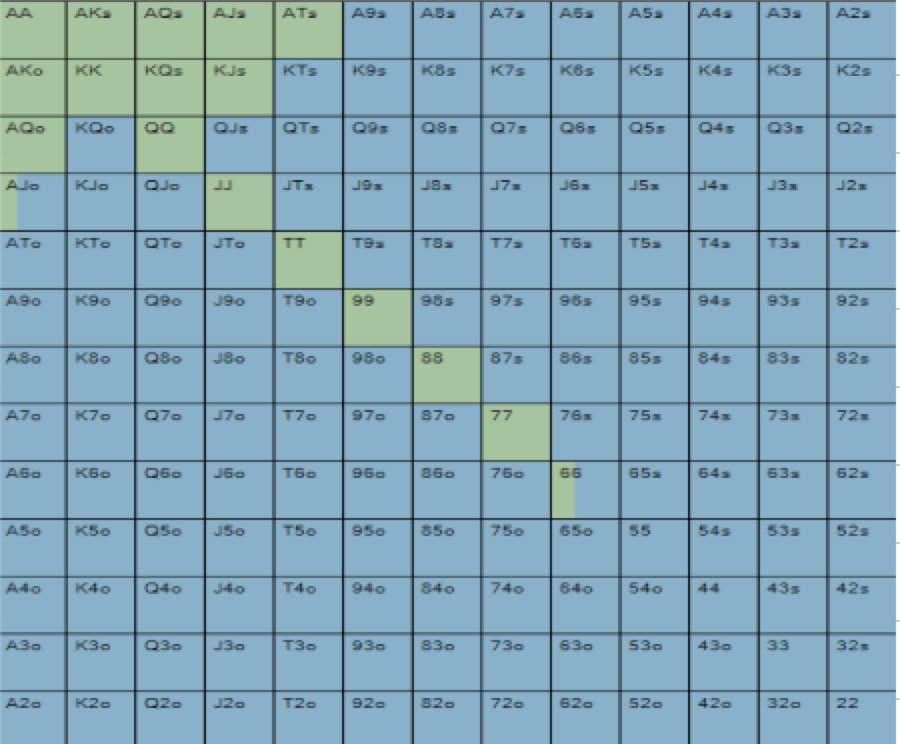 AA AKs AQs AJs ATs A9s A8s A7s A6s A5s A4s A3s A2s
AKo KK KQs KJs KTs K9s K8s K7s K6s K5s K4s K3s K2s
AQo KQo QQ QJs QTs Q9s Q8s Q7s Q6s Q5s Q4s Q3s Q2s
AJo KJo QJo JJ JTs J9s J8s J7s J6s J5s J4s J3s J2s
ATo KTo QTo JTo TT T9s T8s T7s T6s T5s T4s T3s T2s
A9o K9o Q9o J9o T9o 99 98s 97s 96s 95s 94s 93s 92s
A8o K8o Q8o J8o T8o 98o 88 87s 86s 85s 84s 83s 82s
A7o K7o Q7o J7o T7o 97o 87o 77 76s 75s 74s 73s 72s
A6o K6o Q6o J6o T6o 96o 86o 76o 66 65s 64s 63s 62s
A5o K5o Q5o J5o T5o 95o 85o 75o 65o 55 54s 53s 52s
A4o K4o Q4o J4o T4o 94o 84o 74o 64o 54o 44 43s 42s
A3o K3o Q3o J3o T3o 93o 83o 73o 63o 53o 43o 33 32s
A2o K2o Q2o J2o T2o 92o 82o 72o 62o 52o 42o 32o 22